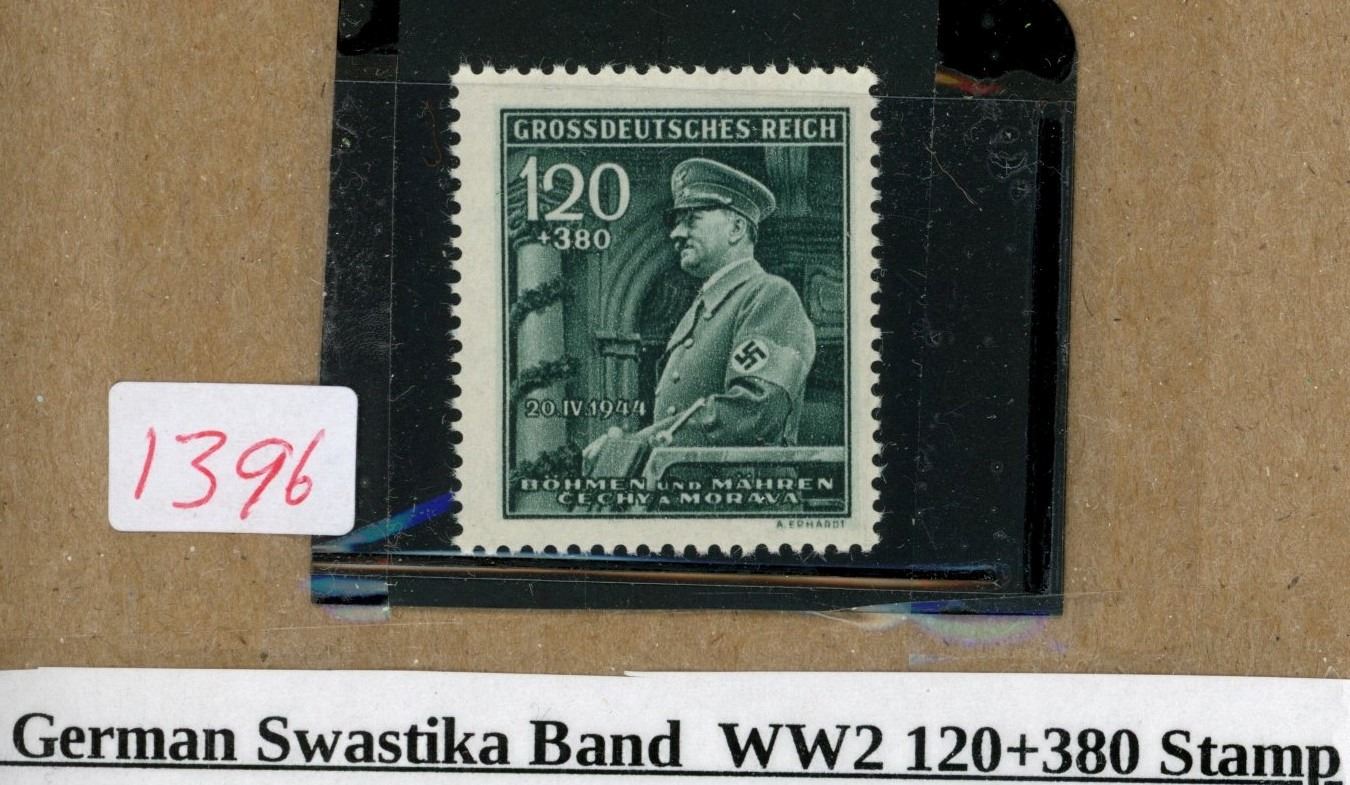 GROSSDEUTSCHES·REICH
120
+380
20.IV.1944
BÖHMEN UND MÄHREN
ČECHY A MORAVA
A. ERHARDT
1396
German Swastika Band WW2 120+380 Stamp